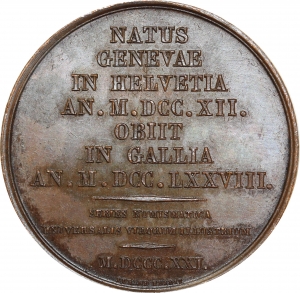 NATUS
GENEVAE
IN HELVETIA
AN. M. DCC. XII.
OBIIT
IN GALLIA
AN. M. DCC. LXXVIII.
SERIES NUMISMATICA
UNIVERSALIS VIRORUM ILLUSTRIUM
M. DCCC. XXI.